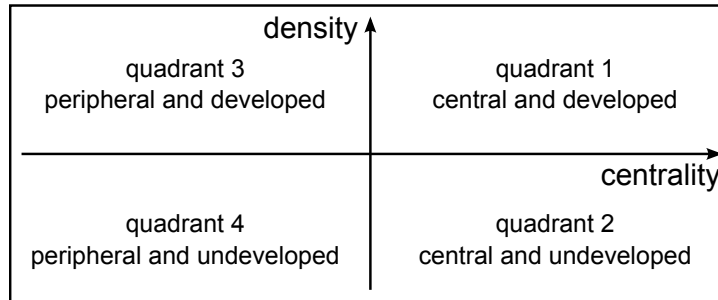 density
quadrant 3
peripheral and developed
quadrant 1
central and developed
centrality
quadrant 4
peripheral and undeveloped
quadrant 2
central and undeveloped